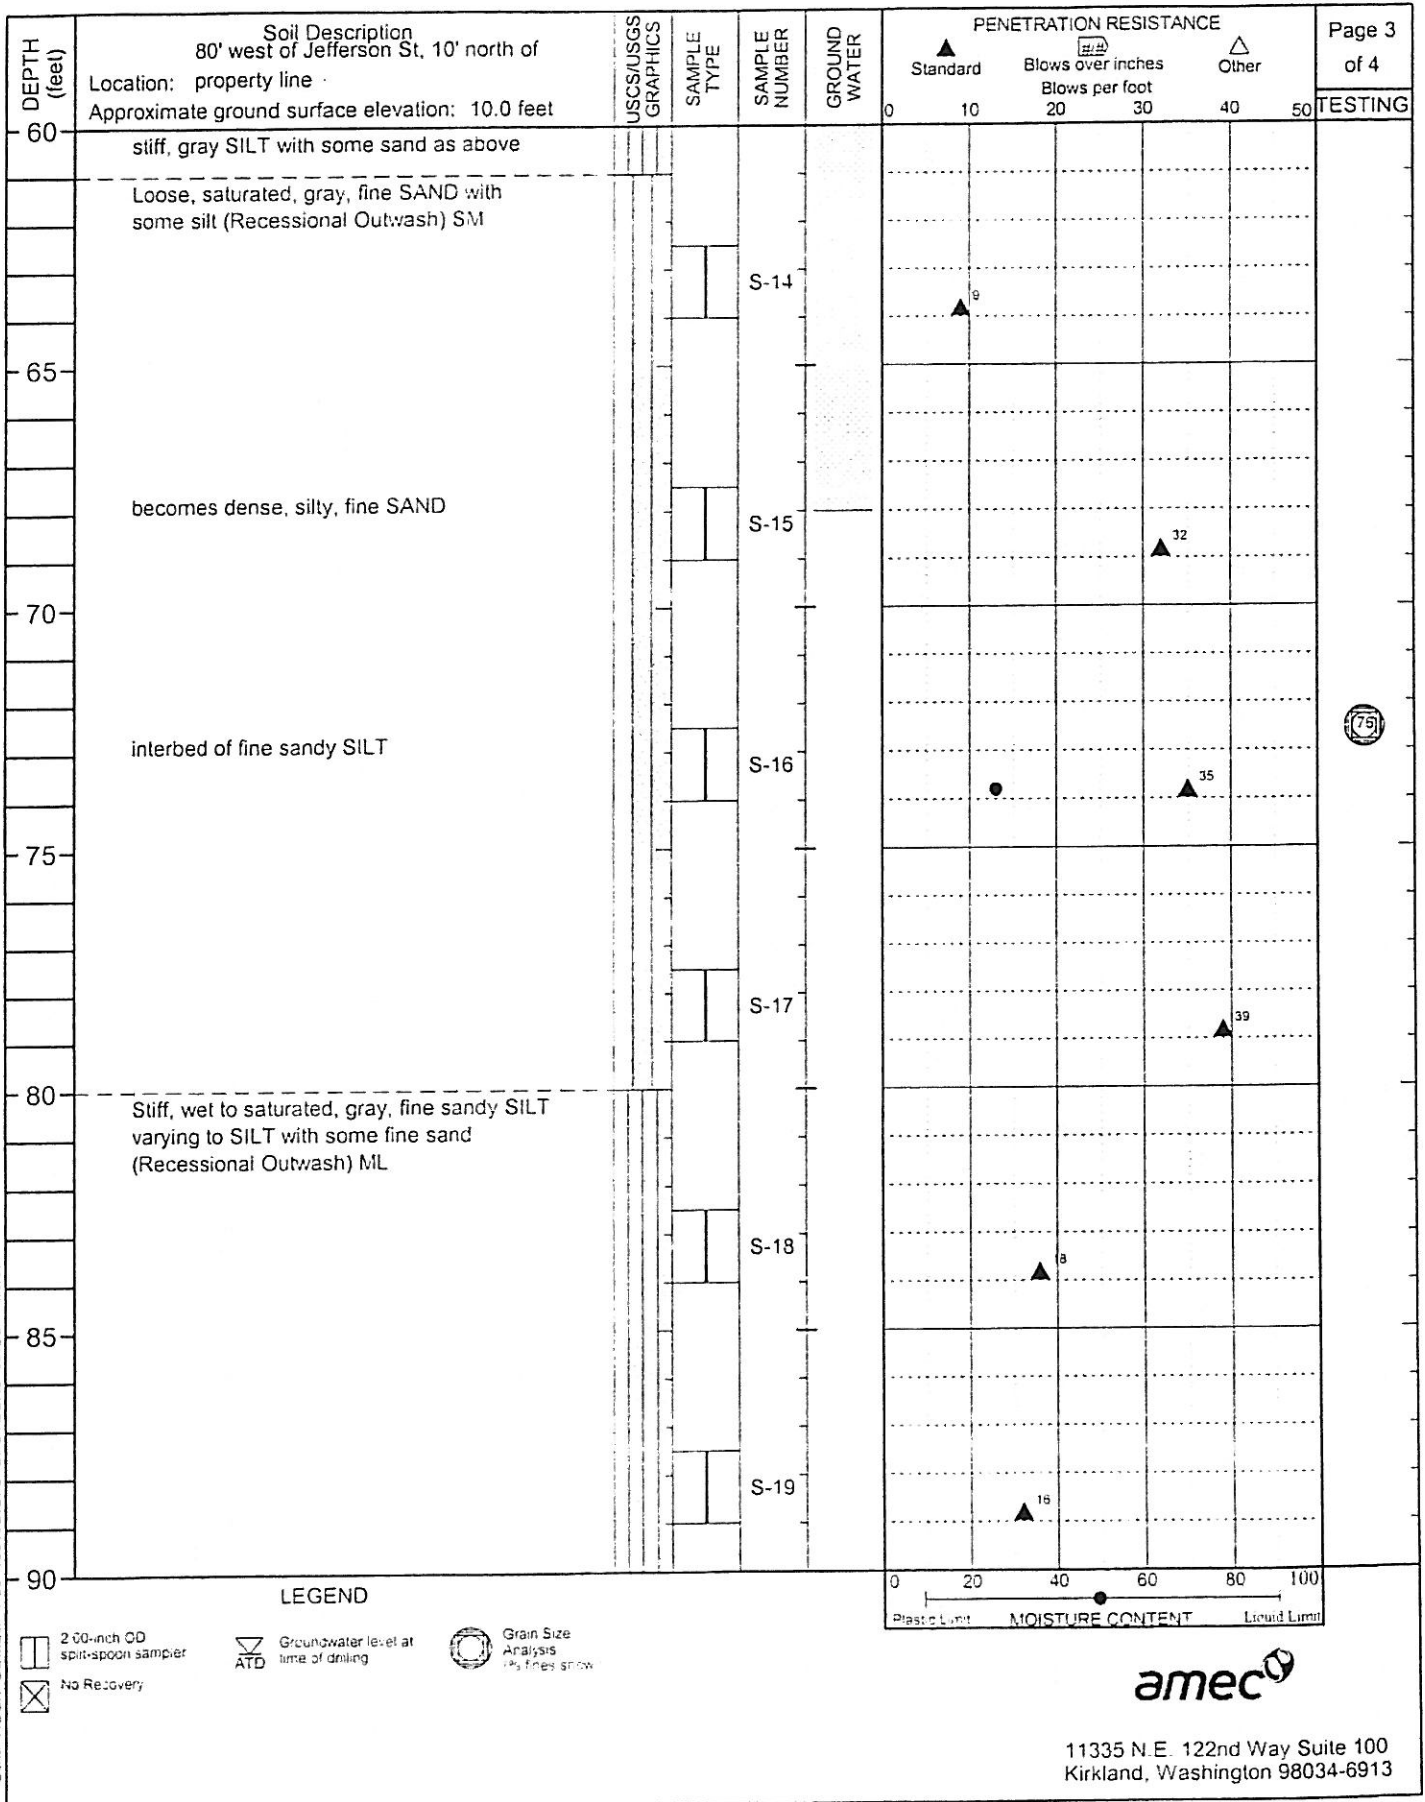 DEPTH
(feet)
Soil Description
80' west of Jefferson St, 10' north of
Location: property line
Approximate ground surface elevation: 10.0 feet
USCS/USGS
GRAPHICS
SAMPLE
TYPE
SAMPLE
NUMBER
GROUND
WATER
PENETRATION RESISTANCE
Standard
##
Blows over inches
Other
Blows per foot
0 10 20 30 40 50
Page 3
of 4
TESTING
60
stiff, gray SILT with some sand as above
Loose, saturated, gray, fine SAND with
some silt (Recessional Outwash) SM
S-14
9
65
becomes dense, silty, fine SAND
S-15
32
70
interbed of fine sandy SILT
S-16
35
75
S-17
39
80
Stiff, wet to saturated, gray, fine sandy SILT
varying to SILT with some fine sand
(Recessional Outwash) ML
S-18
85
S-19
16
90
0 20 40 60 80 100
Plastic Limit MOISTURE CONTENT Liquid Limit
LEGEND
2.00-inch OD
split-spoon sampler
No Recovery
ATD
Groundwater level at
time of drilling
Grain Size
Analysis
amec
11335 N.E. 122nd Way Suite 100
Kirkland, Washington 98034-6913